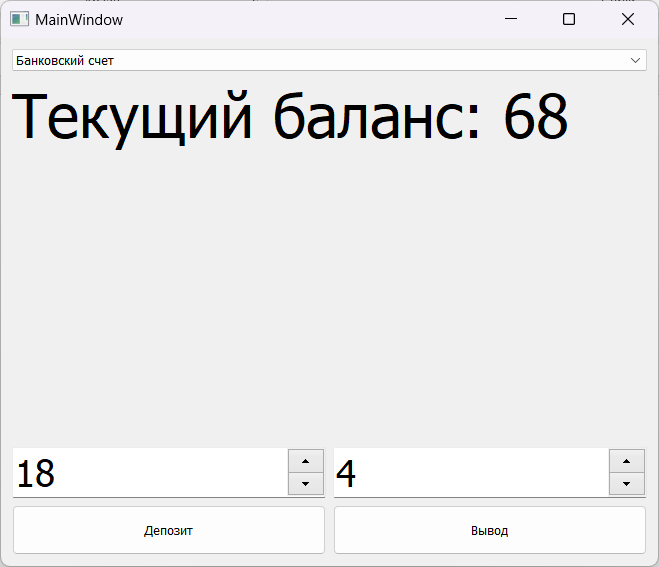 MainWindow
Банковский счет
Текущий баланс: 68
18
4
Депозит
Вывод